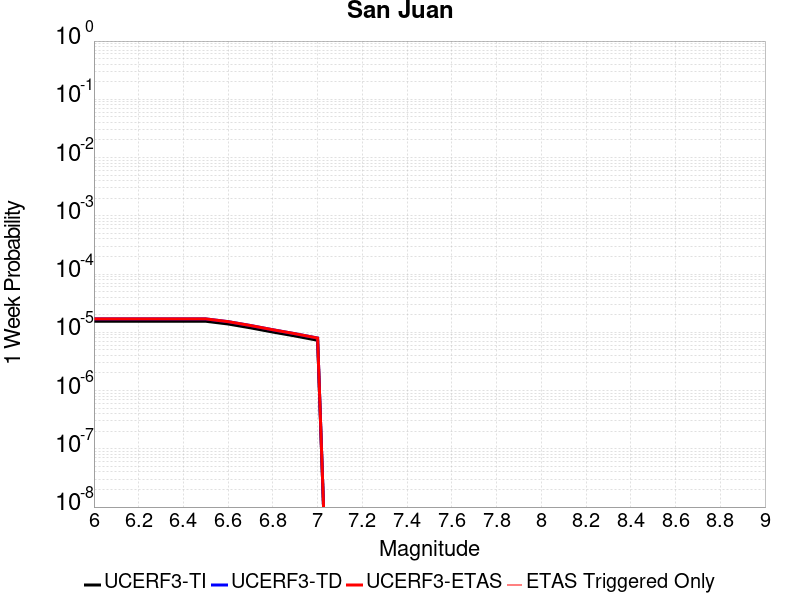 San Juan
10^0
10^-1
10^-2
10^-3
10^-4
10^-5
10^-6
10^-7
10^-8
1 Week Probability
6 6.2 6.4 6.6 6.8 7 7.2 7.4 7.6 7.8 8 8.2 8.4 8.6 8.8 9
Magnitude
UCERF3-TI UCERF3-TD UCERF3-ETAS ETAS Triggered Only